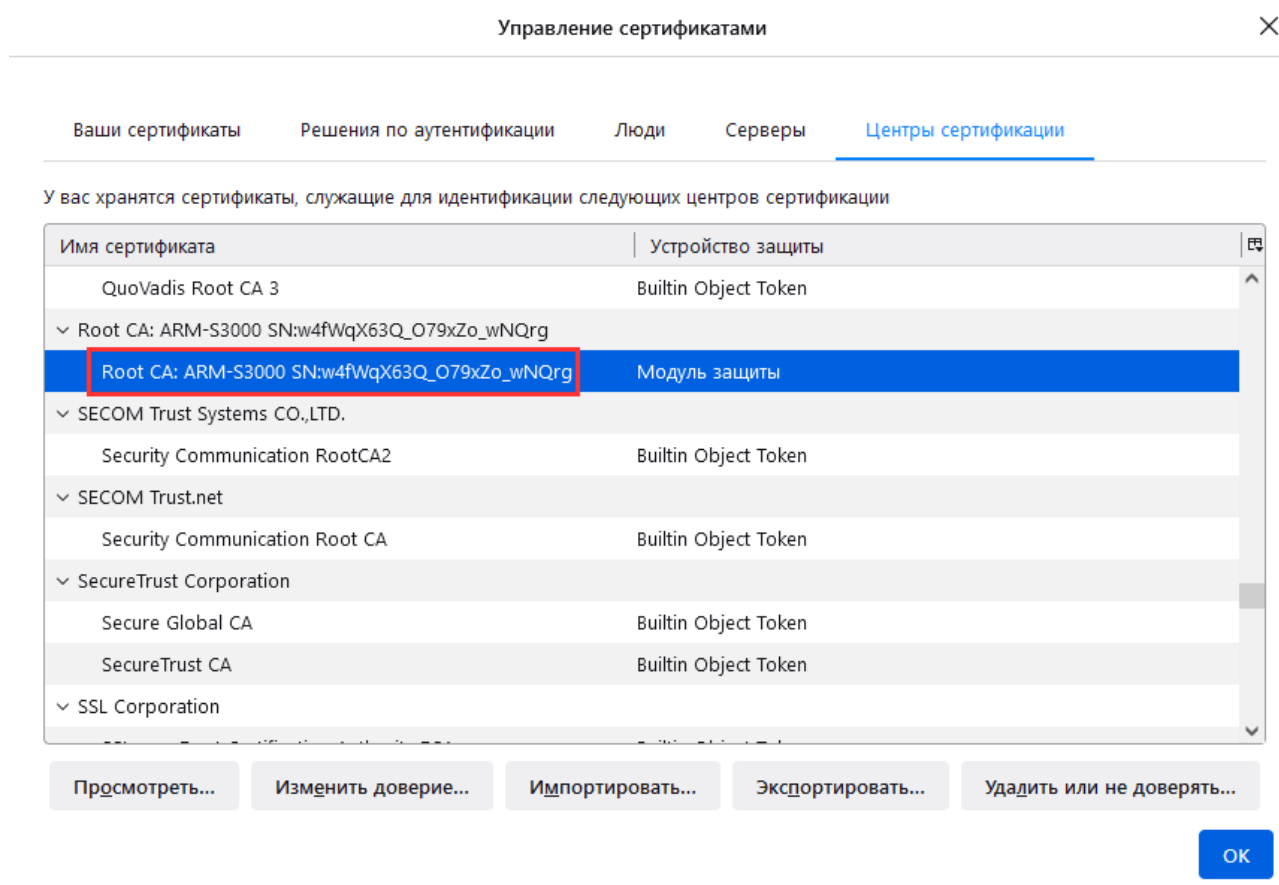 Управление сертификатами
Ваши сертификаты Решения по аутентификации Люди Серверы Центры сертификации
У вас хранятся сертификаты, служащие для идентификации следующих центров сертификации
Имя сертификата Устройство защиты
QuoVadis Root CA 3 Builtin Object Token
Root CA: ARM-S3000 SN:w4fWqX63Q_O79xZo_wNQrg
Root CA: ARM-S3000 SN:w4fWqX63Q_O79xZo_wNQrg Модуль защиты
SECOM Trust Systems CO.,LTD.
Security Communication RootCA2 Builtin Object Token
SECOM Trust.net
Security Communication Root CA Builtin Object Token
SecureTrust Corporation
Secure Global CA Builtin Object Token
SecureTrust CA Builtin Object Token
SSL Corporation
Просмотреть... Изменить доверие... Импортировать... Экспортировать... Удалить или не доверять...
ОК